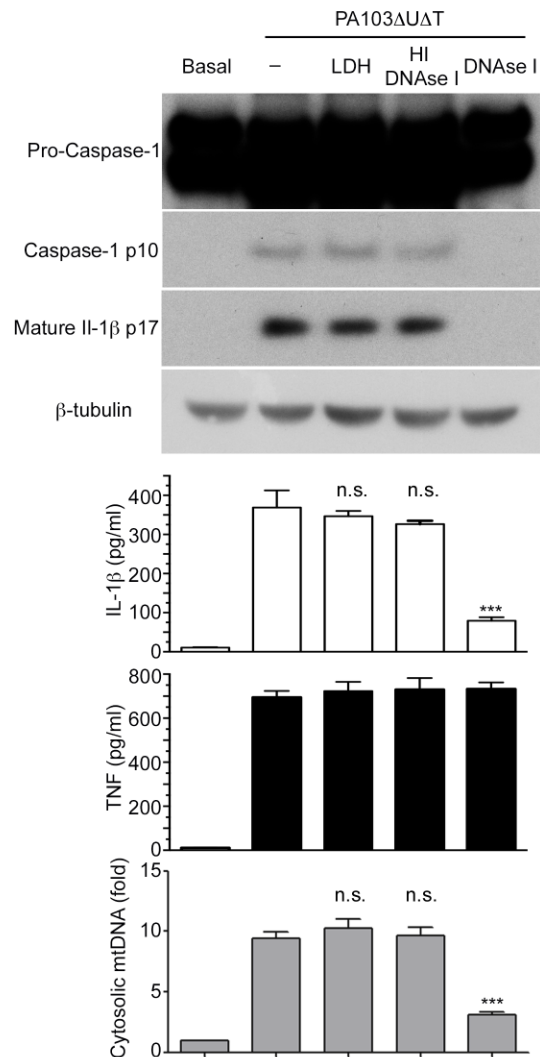 PA103ΔUΔT
Basal – LDH HI DNAse I DNAse I
Pro-Caspase-1
Caspase-1 p10
Mature Il-1β p17
β-tubulin
IL-1β (pg/ml)
400
300
200
100
0
n.s. n.s. ***
TNF (pg/ml)
800
600
400
200
0
Cytosolic mtDNA (fold)
15
10
5
0
n.s. n.s. ***